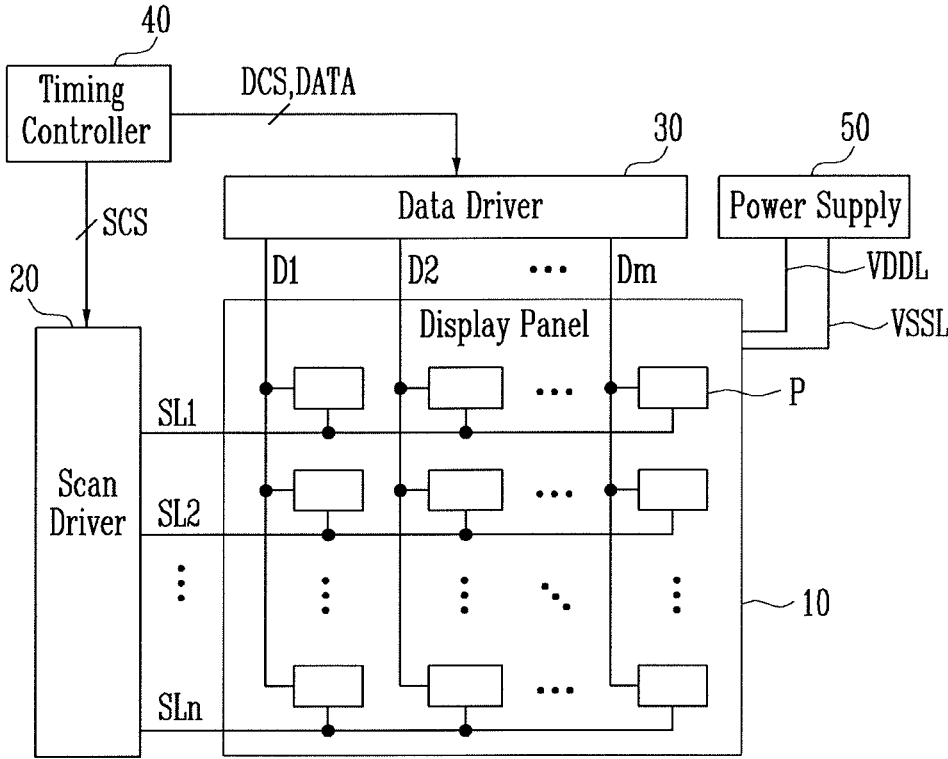 40
Timing
Controller
DCS,DATA
30
50
Data Driver
Power Supply
SCS
20
D1
D2
Dm
VDDL
VSSL
Display Panel
P
SL1
Scan
Driver
SL2
10
SLn